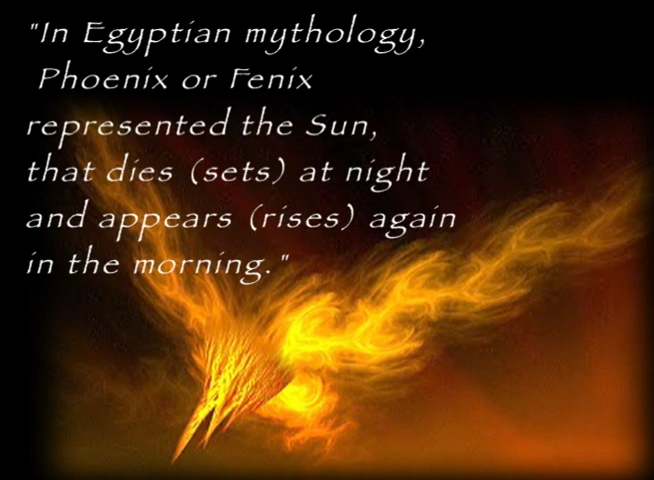 "In Egyptian mythology,
Phoenix or Fenix
represented the Sun,
that dies (sets) at night
and appears (rises) again
in the morning."